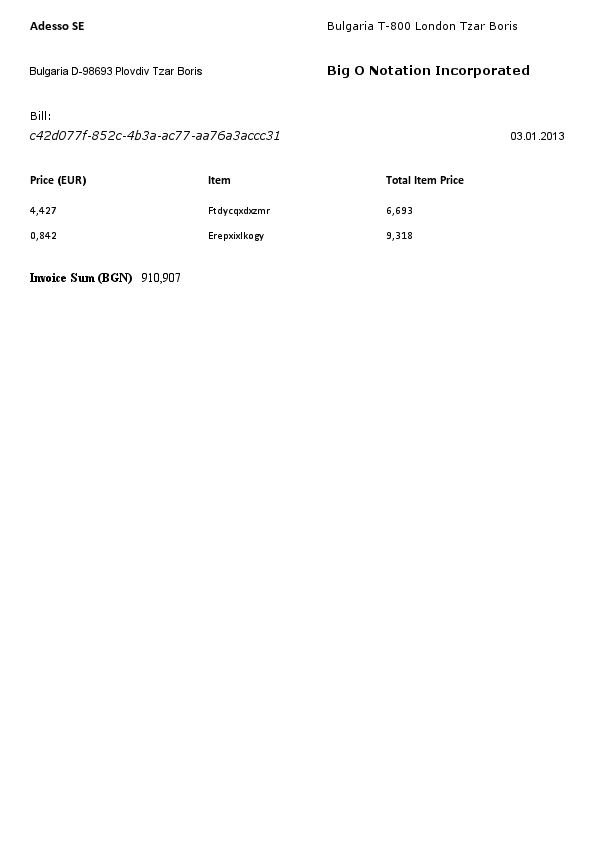 Adesso SE
Bulgaria T-800 London Tzar Boris
Bulgaria D-98693 Plovdiv Tzar Boris
Big O Notation Incorporated
Bill:
c42d077f-852c-4b3a-ac77-aa76a3accc31
03.01.2013
Price (EUR) Item Total Item Price
4,427 Ftdycqxdxzmr 6,693
0,842 Erepxixlkogy 9,318
Invoice Sum (BGN) 910,907